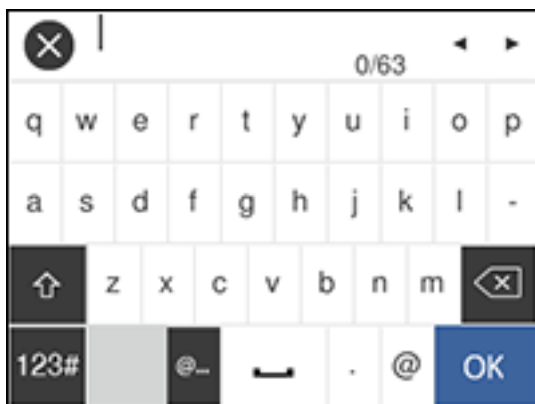 0/63
q w e r t y u i o p
a s d f g h j k l -
z x c v b n m
123# @... . @ OK